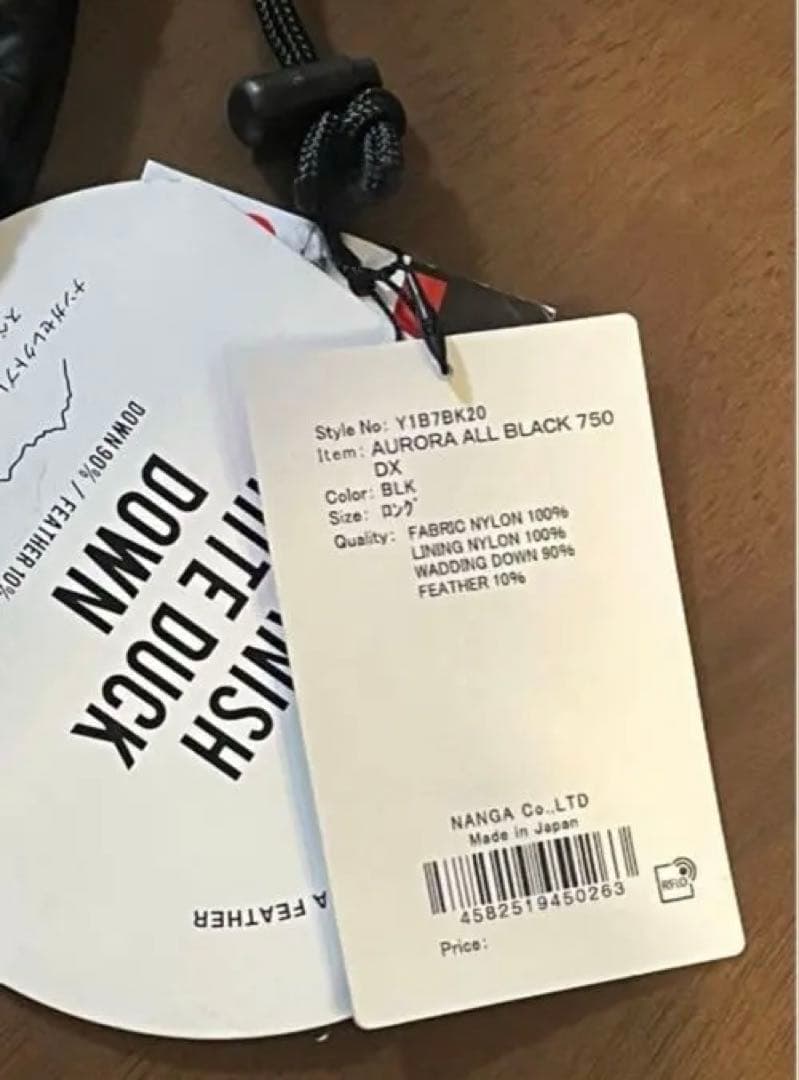 Style No: Y1B7BK20
Item: AURORA ALL BLACK 750
DX
Color: BLK
Size: ロング
Quality: FABRIC NYLON 100%
LINING NYLON 100%
WADDING DOWN 90%
FEATHER 10%
NANGA Co.,LTD
Made in Japan
4582519450263
RFID
Price:
NISH
ITE DUCK
DOWN
DOWN 90% / FEATHER 10%
A FEATHER